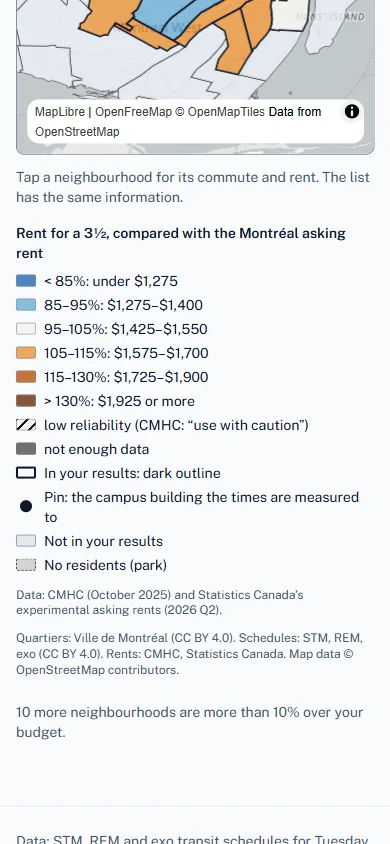 NUNS' ISLAND
Montréal West
MapLibre | OpenFreeMap © OpenMapTiles Data from
OpenStreetMap
Tap a neighbourhood for its commute and rent. The list
has the same information.
Rent for a 3½, compared with the Montréal asking
rent
< 85%: under $1,275
85–95%: $1,275–$1,400
95–105%: $1,425–$1,550
105–115%: $1,575–$1,700
115–130%: $1,725–$1,900
> 130%: $1,925 or more
low reliability (CMHC: “use with caution”)
not enough data
In your results: dark outline
Pin: the campus building the times are measured
to
Not in your results
No residents (park)
Data: CMHC (October 2025) and Statistics Canada’s
experimental asking rents (2026 Q2).
Quartiers: Ville de Montréal (CC BY 4.0). Schedules: STM, REM,
exo (CC BY 4.0). Rents: CMHC, Statistics Canada. Map data ©
OpenStreetMap contributors.
10 more neighbourhoods are more than 10% over your
budget.
Data: STM, REM and exo transit schedules for Tuesday